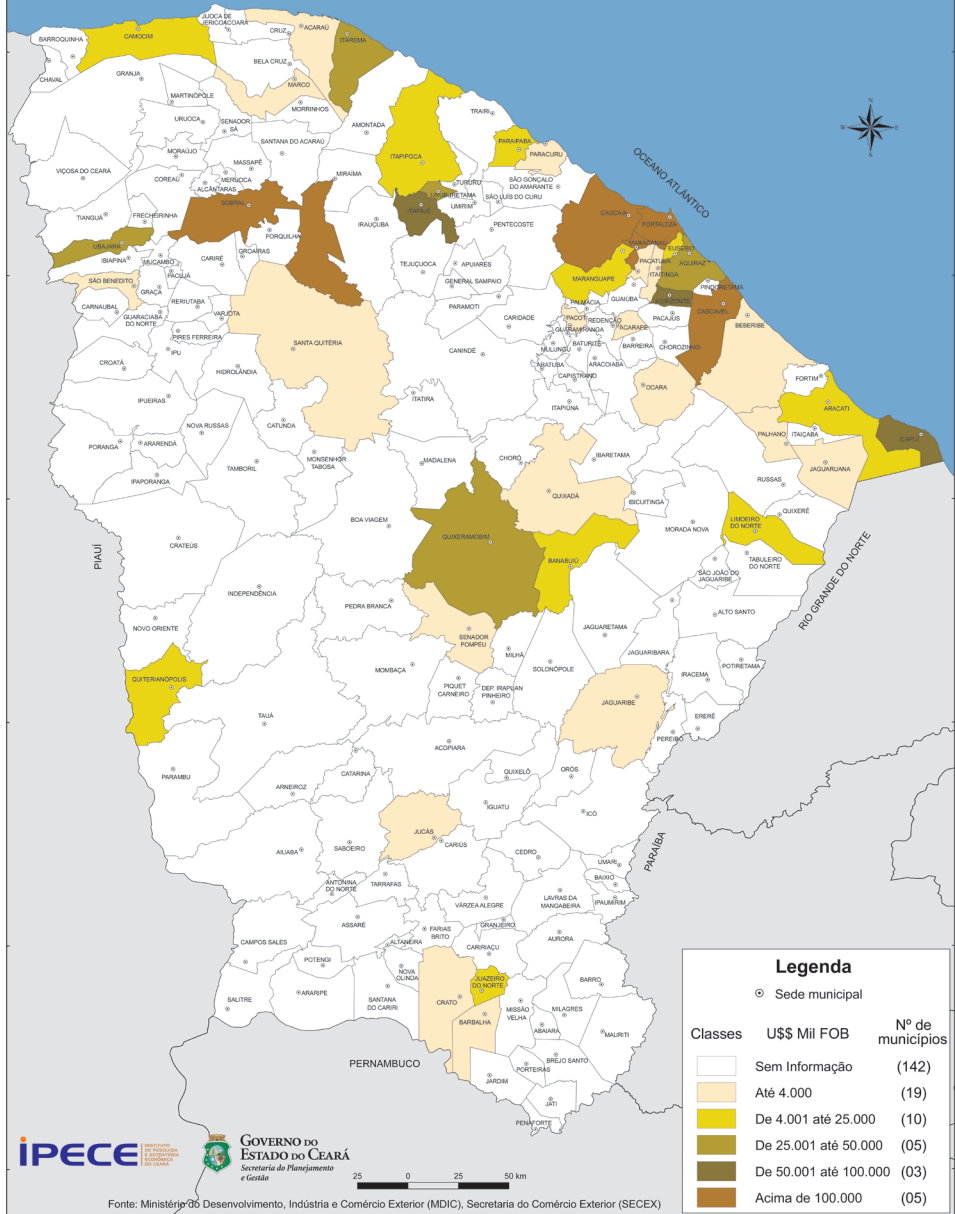 JIJOCA DE
JERICOACOARA
ACARAÚ
CRUZ
CAMOCIM
ITAREMA
BARROQUINHA
BELA CRUZ
CHAVAL
GRANJA
MARCO
MARTINÓPOLE
MORRINHOS
TRAIRI
URUOCA
SENADOR
SÁ
AMONTADA
PARAIPABA
SANTANA DO ACARAÚ
MORAÚJO
PARACURU
OCEANO ATLÂNTICO
MASSAPÊ
ITAPIPOCA
VIÇOSA DO CEARÁ
COREAÚ
MERUOCA
MIRAÍMA
TURURU
SÃO GONÇALO
DO AMARANTE
ALCÂNTARAS
URUBURETAMA
SOBRAL
UMIRIM
SÃO LUÍS DO CURU
ITAPAJÉ
TIANGUÁ
FRECHEIRINHA
IRAUÇUBA
PENTECOSTE
CAUCAIA
FORTALEZA
FORQUILHA
UBAJARA
MARACANAÚ
EUSÉBIO
IBIAPINA
MUCAMBO
CARIRÉ
GROAÍRAS
TEJUÇUOCA
APUIARÉS
PACATUBA
AQUIRAZ
PACUJÁ
ITAITINGA
SÃO BENEDITO
GENERAL SAMPAIO
MARANGUAPE
GRAÇA
PINDORETAMA
GUAIÚBA
HORIZONTE
CARNAUBAL
RERIUTABA
PARAMOTI
PALMÁCIA
CASCAVEL
GUARACIABA
DO NORTE
VARJOTA
PACOTI
REDENÇÃO
PACAJUS
BEBERIBE
CARIDADE
GUARAMIRANGA
ACARAPE
PIRES FERREIRA
BATURITÉ
BARREIRA
CHOROZINHO
SANTA QUITÉRIA
MULUNGU
IPU
CANINDÉ
ARATUBA
ARACOIABA
CROATÁ
HIDROLÂNDIA
CAPISTRANO
FORTIM
OCARA
IPUEIRAS
ITATIRA
ITAPIÚNA
ARACATI
CATUNDA
NOVA RUSSAS
ITAIÇABA
PORANGA
ARARENDÁ
PALHANO
ICAPUÍ
MONSENHOR
TABOSA
MADALENA
CHORÓ
IBARETAMA
TAMBORIL
JAGUARUANA
IPAPORANGA
RUSSAS
QUIXADÁ
IBICUITINGA
QUIXERÉ
BOA VIAGEM
MORADA NOVA
LIMOEIRO
DO NORTE
CRATEÚS
QUIXERAMOBIM
PIAUÍ
TABULEIRO
DO NORTE
BANABUIÚ
SÃO JOÃO DO
JAGUARIBE
RIO GRANDE DO NORTE
INDEPENDÊNCIA
PEDRA BRANCA
ALTO SANTO
NOVO ORIENTE
SENADOR
POMPEU
JAGUARETAMA
MILHÃ
JAGUARIBARA
SOLONÓPOLE
POTIRETAMA
MOMBAÇA
IRACEMA
QUITERIANÓPOLIS
PIQUET
CARNEIRO
DEP. IRAPUAN
PINHEIRO
JAGUARIBE
TAUÁ
ERERÊ
PEREIRO
ACOPIARA
PARAMBU
CATARINA
QUIXELÔ
ORÓS
ARNEIROZ
IGUATU
ICÓ
JUCÁS
CARIÚS
SABOEIRO
AIUABA
CEDRO
PARAÍBA
UMARI
BAIXIO
ANTONINA
DO NORTE
TARRAFAS
LAVRAS DA
MANGABEIRA
IPAUMIRIM
VÁRZEA ALEGRE
ASSARÉ
GRANJEIRO
FARIAS
BRITO
AURORA
CAMPOS SALES
ALTANEIRA
CARIRIAÇU
POTENGI
NOVA
OLINDA
JUAZEIRO
DO NORTE
BARRO
SALITRE
ARARIPE
SANTANA
DO CARIRI
CRATO
MISSÃO
VELHA
MILAGRES
BARBALHA
ABAIARA
MAURITI
PERNAMBUCO
BREJO SANTO
PORTEIRAS
JARDIM
JATI
PENAFORTE
N
W
E
S
Legenda
Sede municipal
Classes U$$ Mil FOB Nº de
municípios
Sem Informação (142)
Até 4.000 (19)
De 4.001 até 25.000 (10)
De 25.001 até 50.000 (05)
De 50.001 até 100.000 (03)
Acima de 100.000 (05)
IPECE
INSTITUTO
DE PESQUISA
E ESTRATÉGIA
ECONÔMICA
DO CEARÁ
GOVERNO DO
ESTADO DO CEARÁ
Secretaria do Planejamento
e Gestão
25 0 25 50 km
Fonte: Ministério do Desenvolvimento, Indústria e Comércio Exterior (MDIC), Secretaria do Comércio Exterior (SECEX)